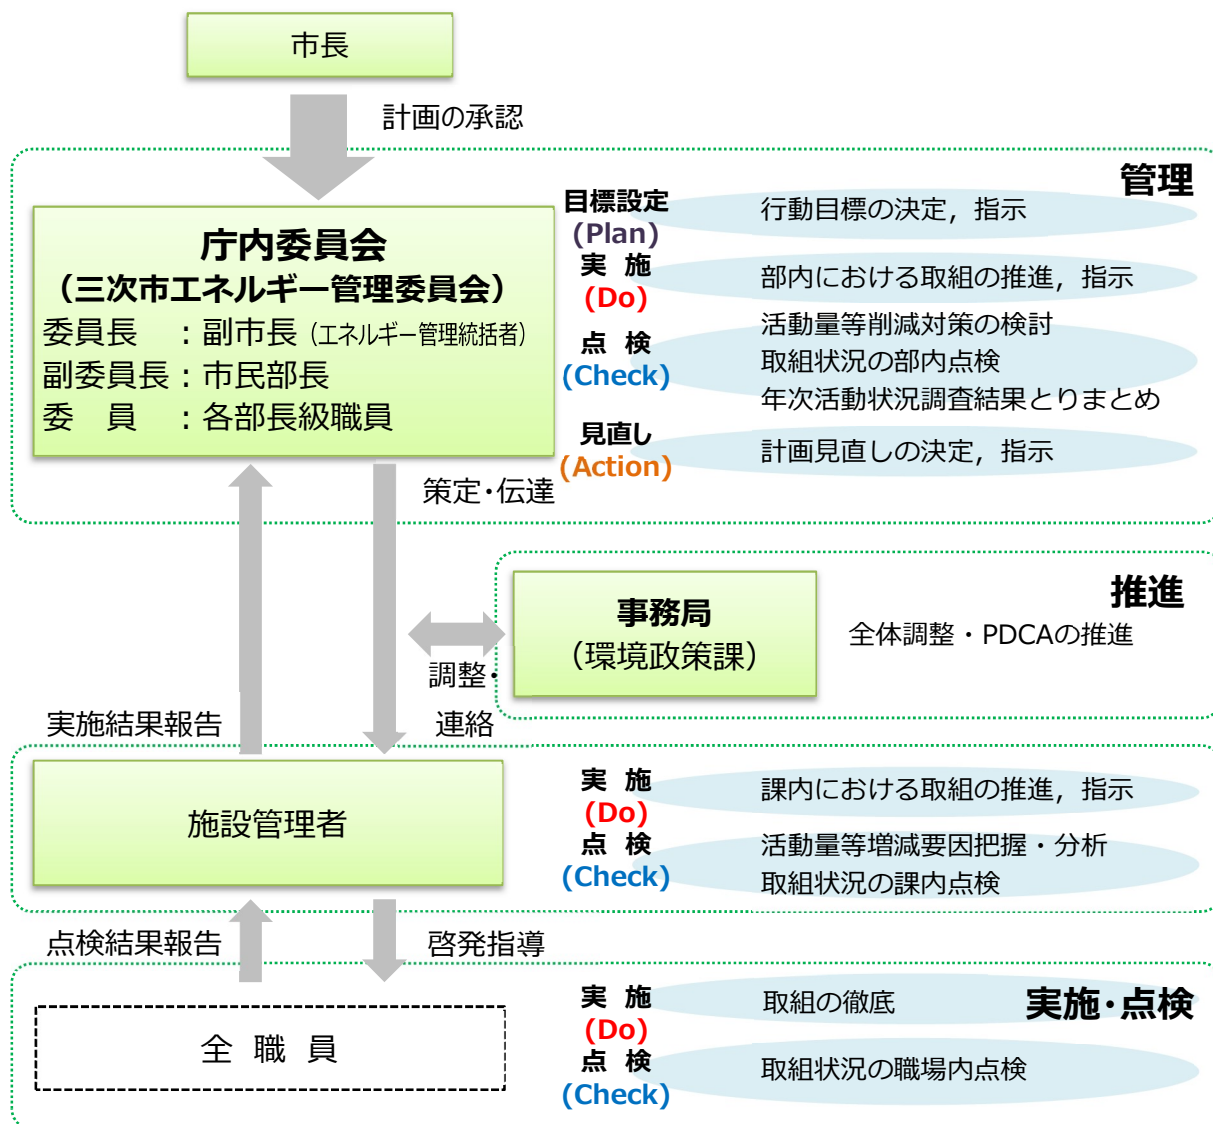 市長
計画の承認
管理
庁内委員会
（三次市エネルギー管理委員会）
委員長　：副市長（エネルギー管理統括者）
副委員長：市民部長
委　員　：各部長級職員
目標設定
(Plan)
行動目標の決定，指示
実 施
(Do)
部内における取組の推進，指示
点 検
(Check)
活動量等削減対策の検討
取組状況の部内点検
年次活動状況調査結果とりまとめ
見直し
(Action)
計画見直しの決定，指示
策定・伝達
推進
事務局
（環境政策課）
全体調整・PDCAの推進
調整・
連絡
実施結果報告
施設管理者
実 施
(Do)
課内における取組の推進，指示
点 検
(Check)
活動量等増減要因把握・分析
取組状況の課内点検
点検結果報告
啓発指導
実施・点検
全 職 員
実 施
(Do)
取組の徹底
点 検
(Check)
取組状況の職場内点検